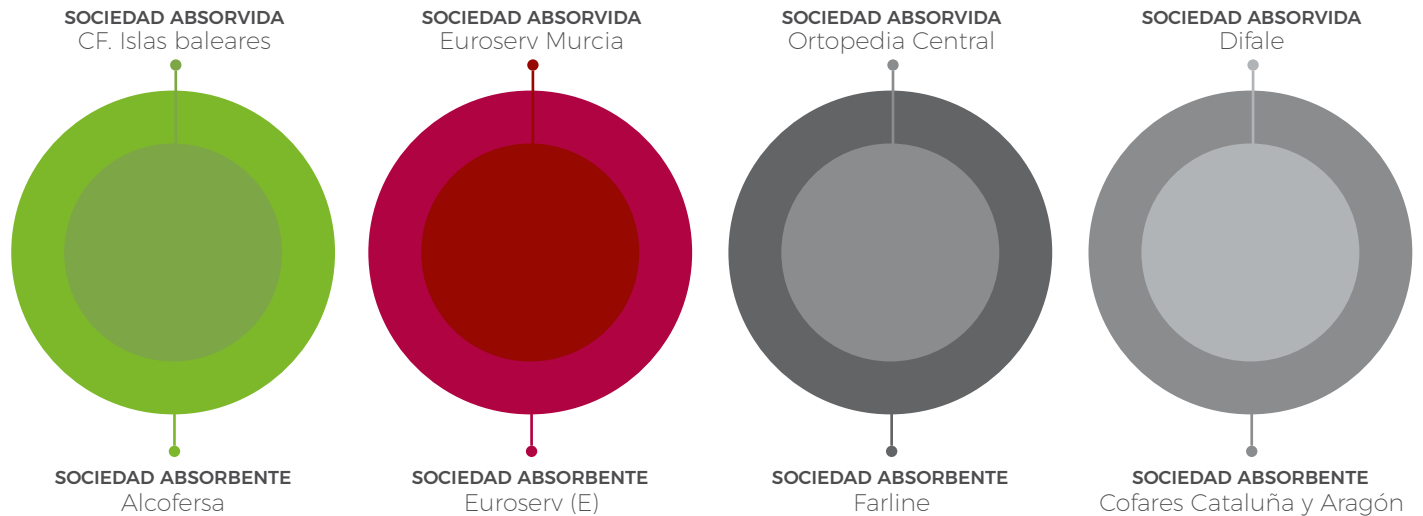 SOCIEDAD ABSORVIDA
CF. Islas baleares
SOCIEDAD ABSORVIDA
Euroserv Murcia
SOCIEDAD ABSORVIDA
Ortopedia Central
SOCIEDAD ABSORVIDA
Difale
SOCIEDAD ABSORBENTE
Alcofersa
SOCIEDAD ABSORBENTE
Euroserv (E)
SOCIEDAD ABSORBENTE
Farline
SOCIEDAD ABSORBENTE
Cofares Cataluña y Aragón